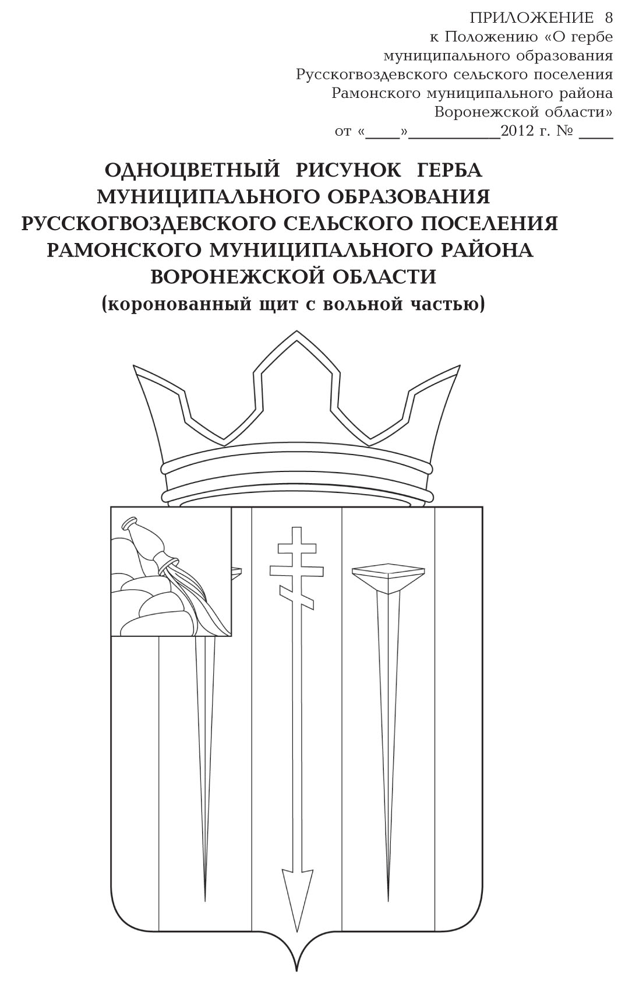 ПРИЛОЖЕНИЕ 8
к Положению «О гербе
муниципального образования
Русскогвоздевского сельского поселения
Рамонского муниципального района
Воронежской области»
от «____»___________2012 г. № ____
ОДНОЦВЕТНЫЙ РИСУНОК ГЕРБА
МУНИЦИПАЛЬНОГО ОБРАЗОВАНИЯ
РУССКОГВОЗДЕВСКОГО СЕЛЬСКОГО ПОСЕЛЕНИЯ
РАМОНСКОГО МУНИЦИПАЛЬНОГО РАЙОНА
ВОРОНЕЖСКОЙ ОБЛАСТИ
(коронованный щит с вольной частью)